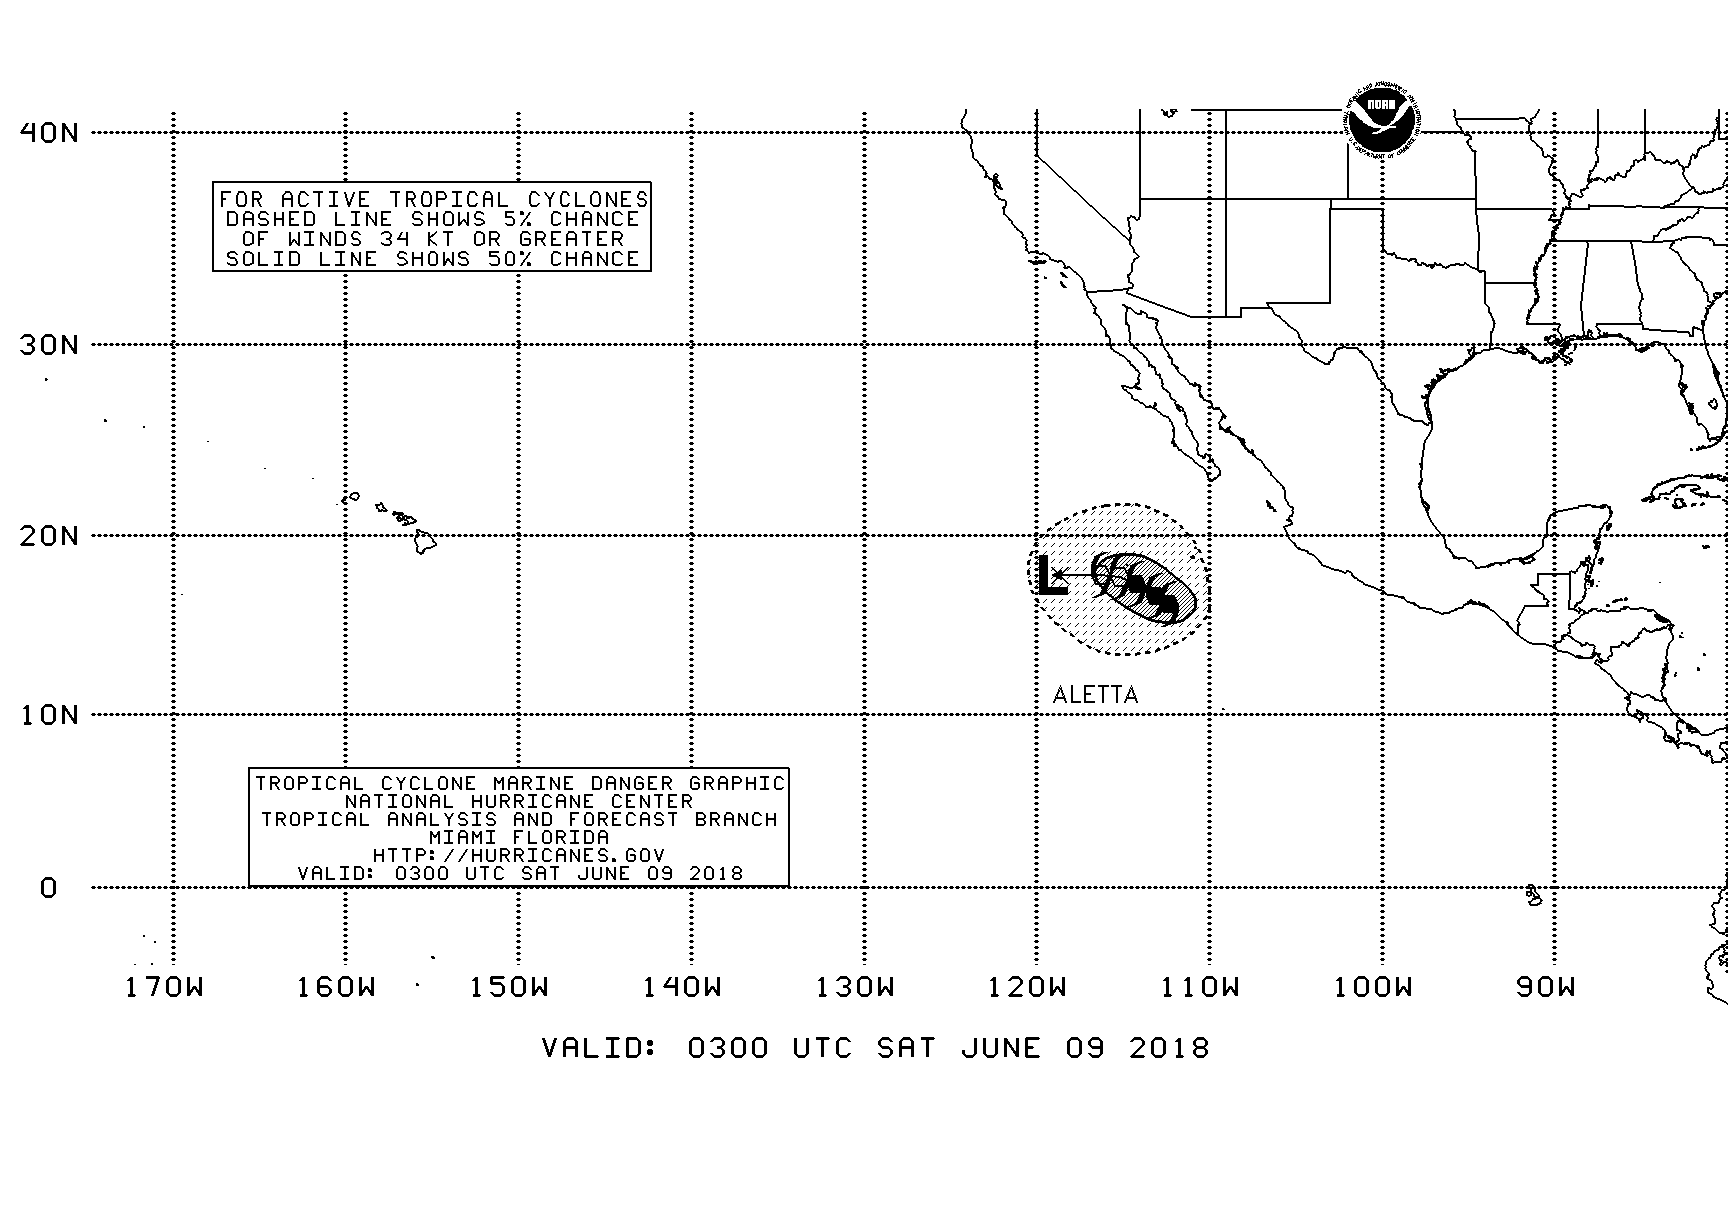 NOAA
40N
FOR ACTIVE TROPICAL CYCLONES
DASHED LINE SHOWS 5% CHANCE
OF WINDS 34 KT OR GREATER
SOLID LINE SHOWS 50% CHANCE
30N
20N
L
ALETTA
10N
TROPICAL CYCLONE MARINE DANGER GRAPHIC
NATIONAL HURRICANE CENTER
TROPICAL ANALYSIS AND FORECAST BRANCH
MIAMI FLORIDA
HTTP://HURRICANES.GOV
VALID: 0300 UTC SAT JUNE 09 2018
0
170W 160W 150W 140W 130W 120W 110W 100W 90W
VALID: 0300 UTC SAT JUNE 09 2018